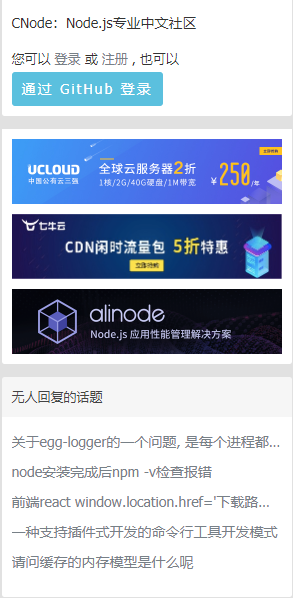 CNode：Node.js专业中文社区
您可以 登录 或 注册 , 也可以
通过 GitHub 登录
UCLOUD
中国公有云三强
全球云服务器2折
1核/2G/40G硬盘/1M带宽
¥250/年
立即抢购
七牛云
CDN闲时流量包 5折特惠
立即抢购
alinode
Node.js 应用性能管理解决方案
无人回复的话题
关于egg-logger的一个问题, 是每个进程都...
node安装完成后npm -v检查报错
前端react window.location.href='下载路...
一种支持插件式开发的命令行工具开发模式
请问缓存的内存模型是什么呢